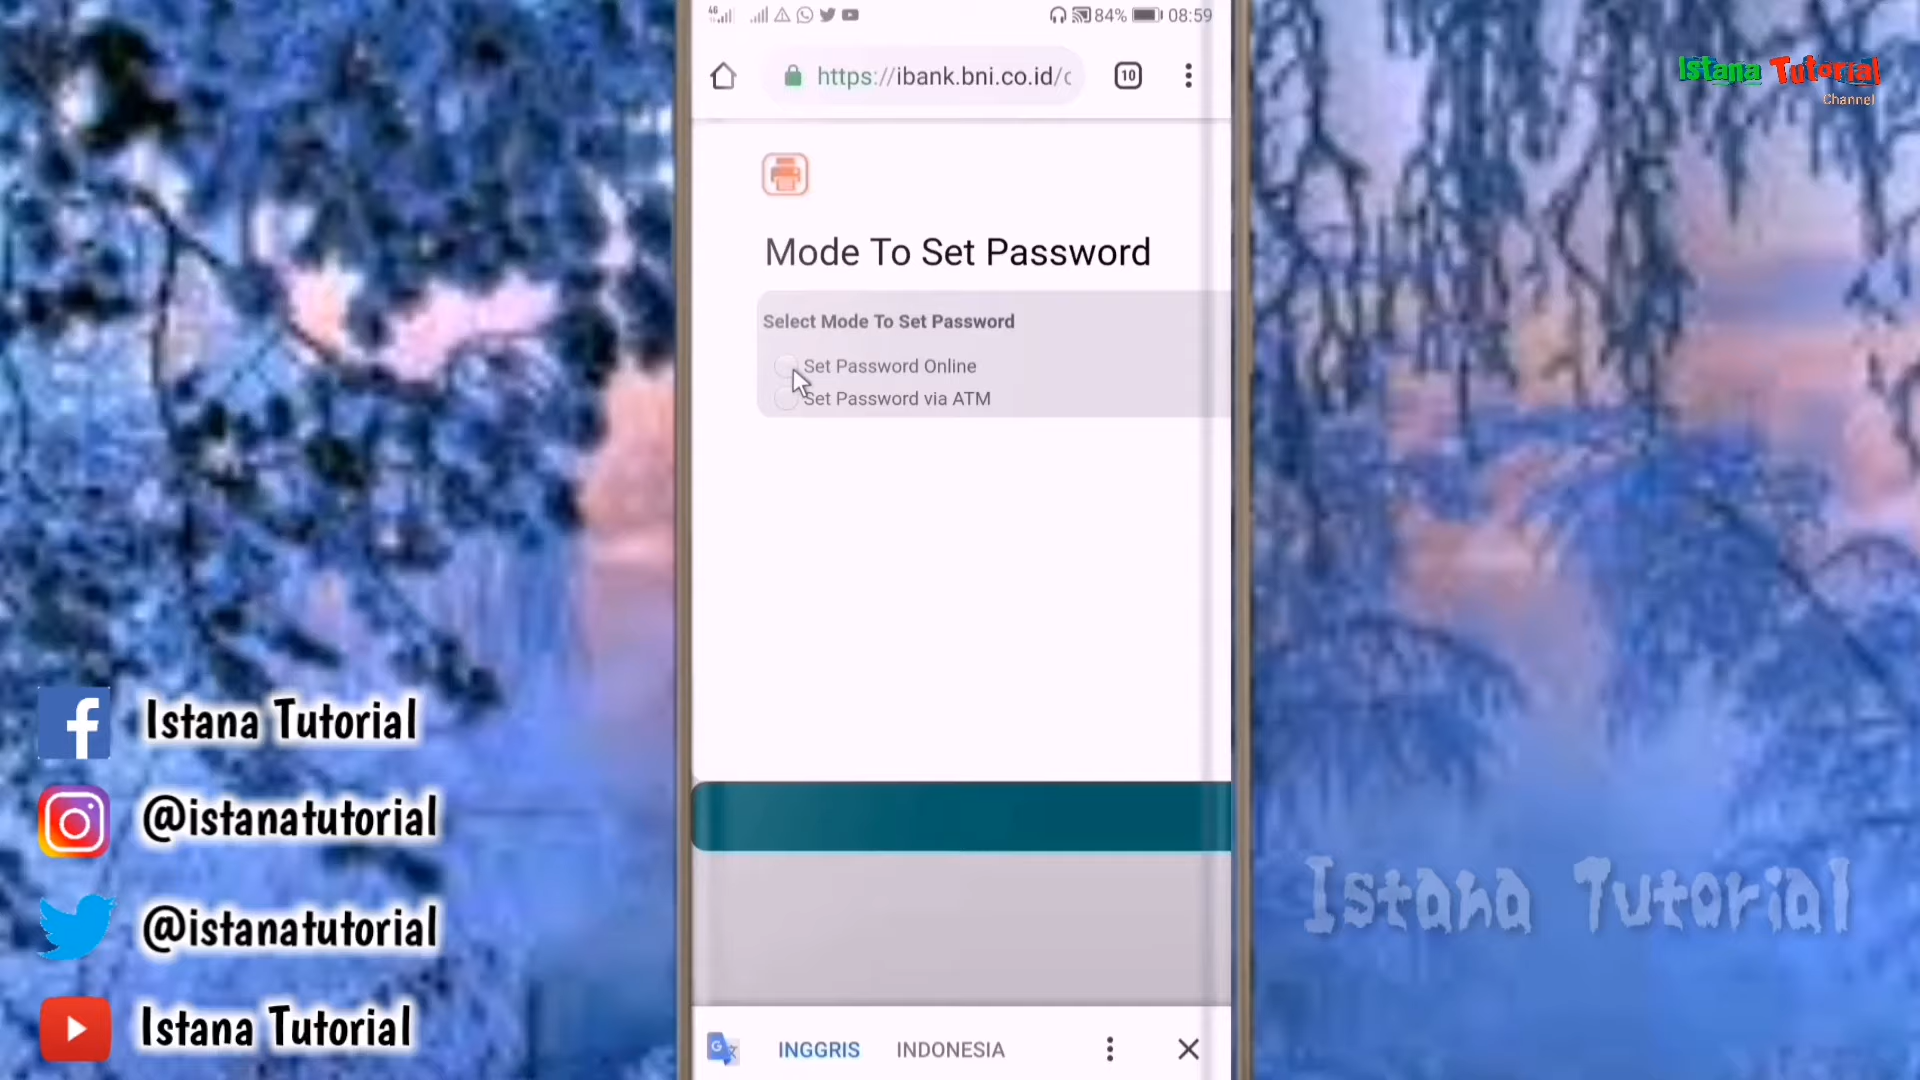 4G
84%
08:59
https://ibank.bni.co.id/c
10
Istana Tutorial
Channel
Mode To Set Password
Select Mode To Set Password
Set Password Online
Set Password via ATM
Istana Tutorial
@istanatutorial
@istanatutorial
Istana Tutorial
Istana Tutorial
G
INGGRIS
INDONESIA